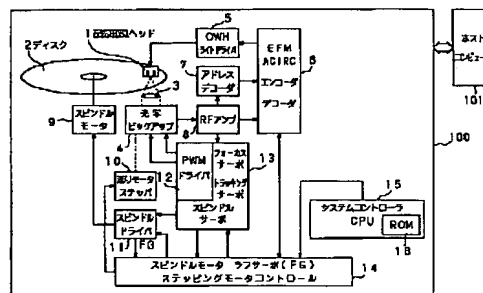 1
ヘッド
2ディスク
3
5
OWH
ライトドライバ
7
アドレス
デコーダ
EFM
ACIRC
エンコーダ
デコーダ
6
ホスト
コンピュータ
101
100
9
スピンドル
モータ
4
光学
ピックアップ
8
RFアンプ
10
送りモータ
ステッパ
PWM
ドライバ
12
フォーカス
サーボ
トラッキング
サーボ
スピンドル
サーボ
13
15
システムコントローラ
CPU
ROM
16
スピンドル
ドライバ
11
FG
スピンドルモータ ラフサーボ(FG)
ステッピングモータコントロール
14